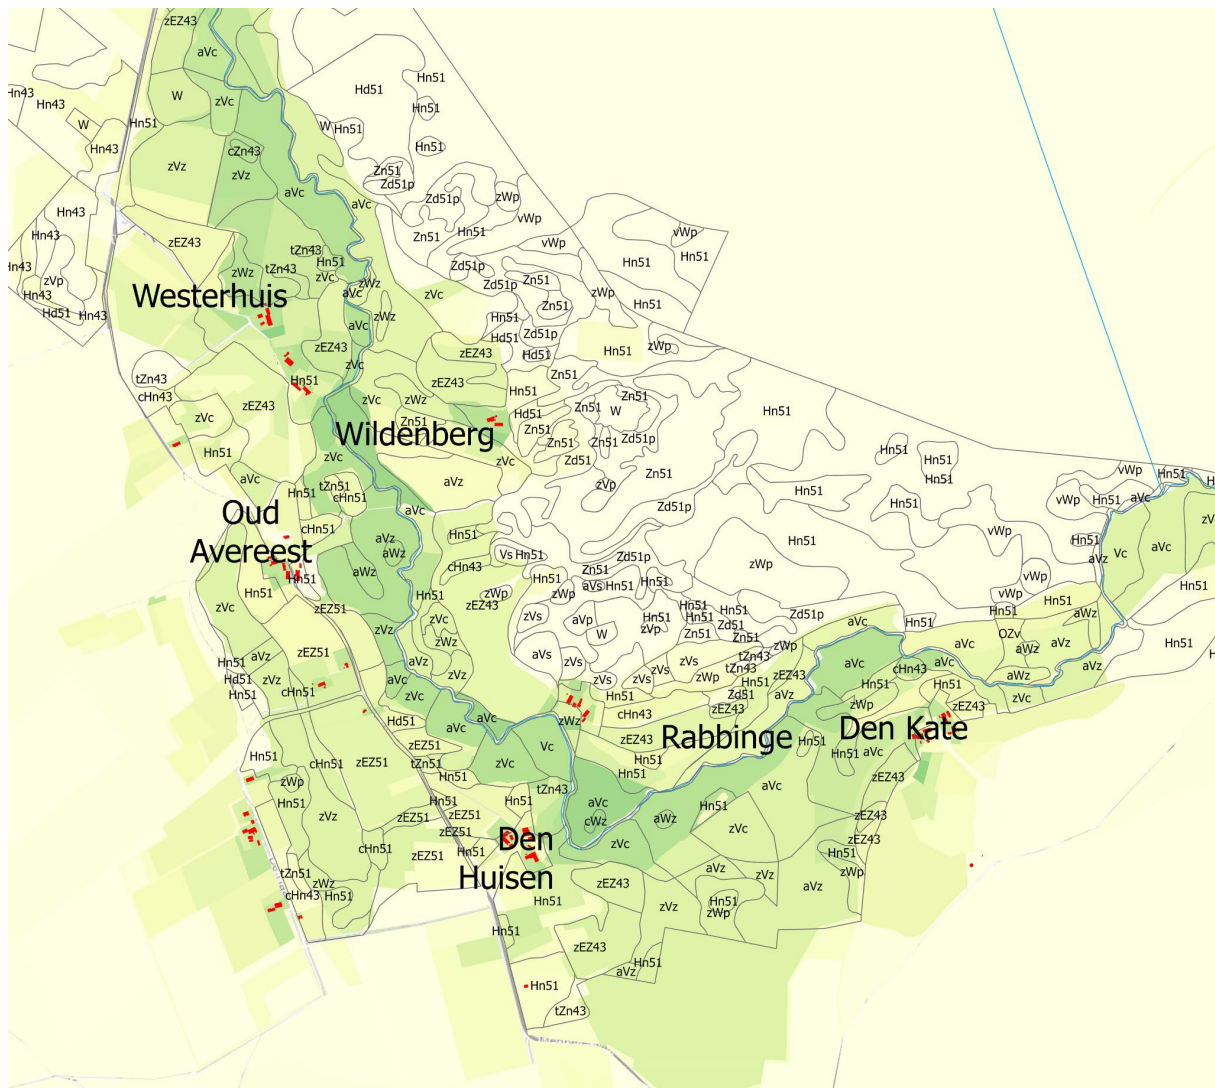 zEZ43
aVc
Hn51
Hd51
Hn51
Hn43
W
zVc
Hn51
Hn43
W
Hn51
W
Hn51
Hn43
cZn43
Hn51
zVz
zVz
Zn51
Zd51p
aVc
aVc
Zd51p
zWp
vWp
Hn43
Hn43
zEZ43
Zn51
Hn51
vWp
vWp
Hn51
Hn51
tZn43
Hn51
zWz
tZn43
zVc
Zd51p
Zn51
zWp
Hn43
zVp
Hn43
Hd51
Hn43
Westerhuis
zWz
aVc
zWz
zVc
Zd51p
Zn51
Hn51
aVc
Hn51
Zd51p
Hd51
zEZ43
zEZ43
Hd51
Hn51
zWp
tZn43
cHn43
Hn51
zVc
zEZ43
Zn51
zEZ43
zVc
zWz
Hn51
Zn51
Zn51
W
Hn51
zVc
Zn51
Hd51
Wildenberg
Zn51
Zn51
Zn51
Zd51p
Hn51
Hn51
Hn51
zVc
zVc
Zd51
Zn51
Hn51
aVc
aVz
zVp
Hn51
vWp
Hn51
tZn51
Hn51
cHn51
Hn51
vWp
Hn51
aVc
Oud
Avereest
aVc
Zd51p
Hn51
vWp
cHn51
aVz
Hn51
Hn51
aVz
Vc
aVc
aWz
Vs
Hn51
Zd51p
zWp
aWz
cHn43
Zn51
Hn51
Hn51
aVs
Hn51
Hn51
vWp
Hn51
zWp
zWp
vWp
Hn51
Hn51
zVc
zEZ51
Hn51
zEZ43
zVs
aVp
Hn51
Hn51
Zd51p
Hn51
aWz
zVc
Hn51
Hn51
aVc
zVz
zVp
Zd51
W
Zn51
Zn51
OZv
zWz
zWp
aVc
aVz
aWz
zEZ51
aVz
aVs
zVs
zVs
tZn43
aVc
aVz
tZn43
cHn43
aVc
Hn51
Hn51
Hd51
zVz
aVc
zVz
zVs
zVs
zWp
Hn51
zEZ43
aWz
Hn51
cHn51
zVc
Hn51
Zd51
aVz
Hn51
Hn51
zVc
zEZ43
zWp
zEZ43
Hd51
aVc
aVc
zWz
cHn43
Rabbinge
Den Kate
zEZ51
Vc
zEZ43
Hn51
Hn51
cHn51
zEZ51
tZn51
zVc
Hn51
aVc
zWp
Hn51
tZn43
zEZ43
Hn51
Hn51
Hn51
aVc
Hn51
aVc
zVz
zEZ51
zEZ51
cWz
aWz
zVc
zEZ43
zEZ51
Den
Huisen
zVc
zEZ43
cHn51
zEZ51
Hn51
Hn51
tZn51
zWz
zEZ43
aVz
zVz
aVz
zWp
cHn43
Hn51
Hn51
zVz
Hn51
zWp
Hn51
zEZ43
Hn51
aVz
Hn51
tZn43